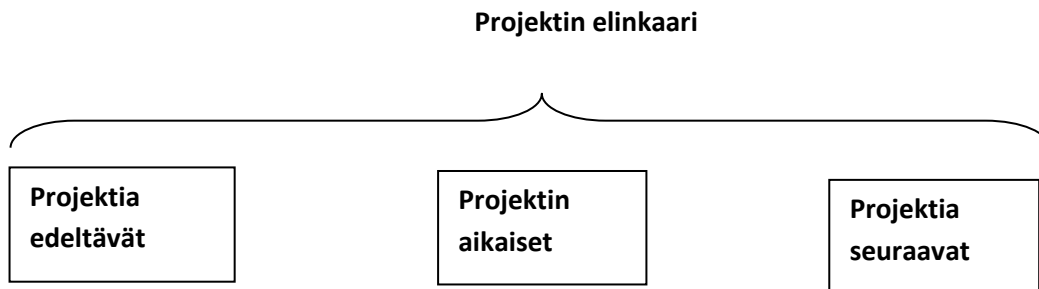 Projektin elinkaari
Projektia
edeltävät
Projektin
aikaiset
Projektia
seuraavat